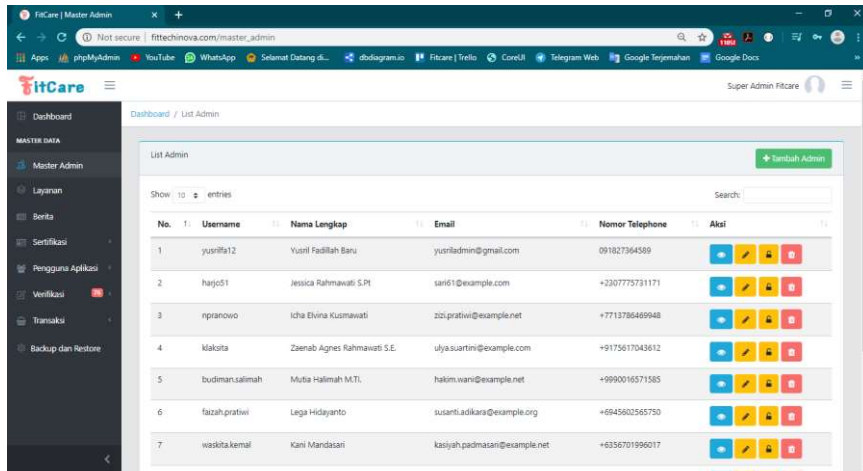 FitCare | Master Admin
Not secure | fittechinova.com/master_admin
Apps phpMyAdmin YouTube WhatsApp Selamat Datang di... dbdiagram.io Fitcare | Trello CoreUI Telegram Web Google Terjemahan Google Docs
FitCare
Super Admin Fitcare
Dashboard
MASTER DATA
Master Admin
Layanan
Berita
Sertifikasi
Pengguna Aplikasi
Verifikasi
Transaksi
Backup dan Restore
Dashboard / List Admin
List Admin
+ Tambah Admin
Show 10 entries
Search:
No. Username Nama Lengkap Email Nomor Telephone Aksi
1 yusrilfa12 Yusril Fadillah Baru yusriladmin@gmail.com 091827364589
2 harjo51 Jessica Rahmawati S.Pt sari61@example.com +2307775731171
3 npranowo Icha Elvina Kusmawati zizi.pratiwi@example.net +7713786469948
4 klaksita Zaenab Agnes Rahmawati S.E. ulya.suartini@example.com +9175617043612
5 budiman.salimah Mutia Halimah M.TI. hakim.wani@example.net +9990016571585
6 faizah.pratiwi Lega Hidayanto susanti.adikara@example.org +6945602565750
7 waskita.kemal Kani Mandasari kasiyah.padmasari@example.net +6356701996017